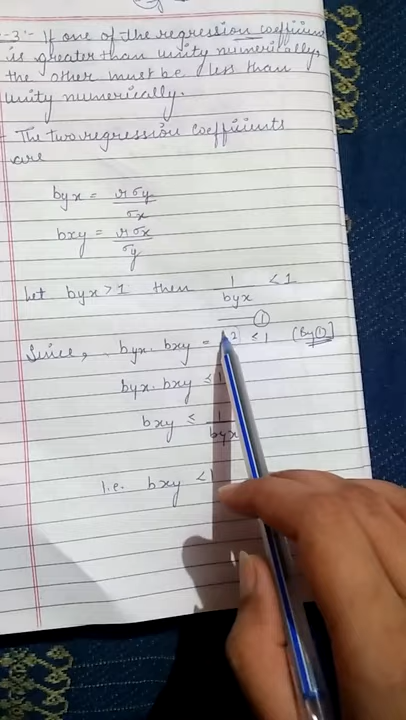 -3:- If one of the regression coefficient
is greater than unity numerically,
the other must be less than
unity numerically.
The two regression coefficients
are
byx = rσy / σx
bxy = rσx / σy
Let byx > 1 then 1 / byx < 1
①
Since, byx. bxy = r2 ≤ 1 [By ①]
byx. bxy ≤ 1
bxy ≤ 1 / byx
i.e. bxy < 1